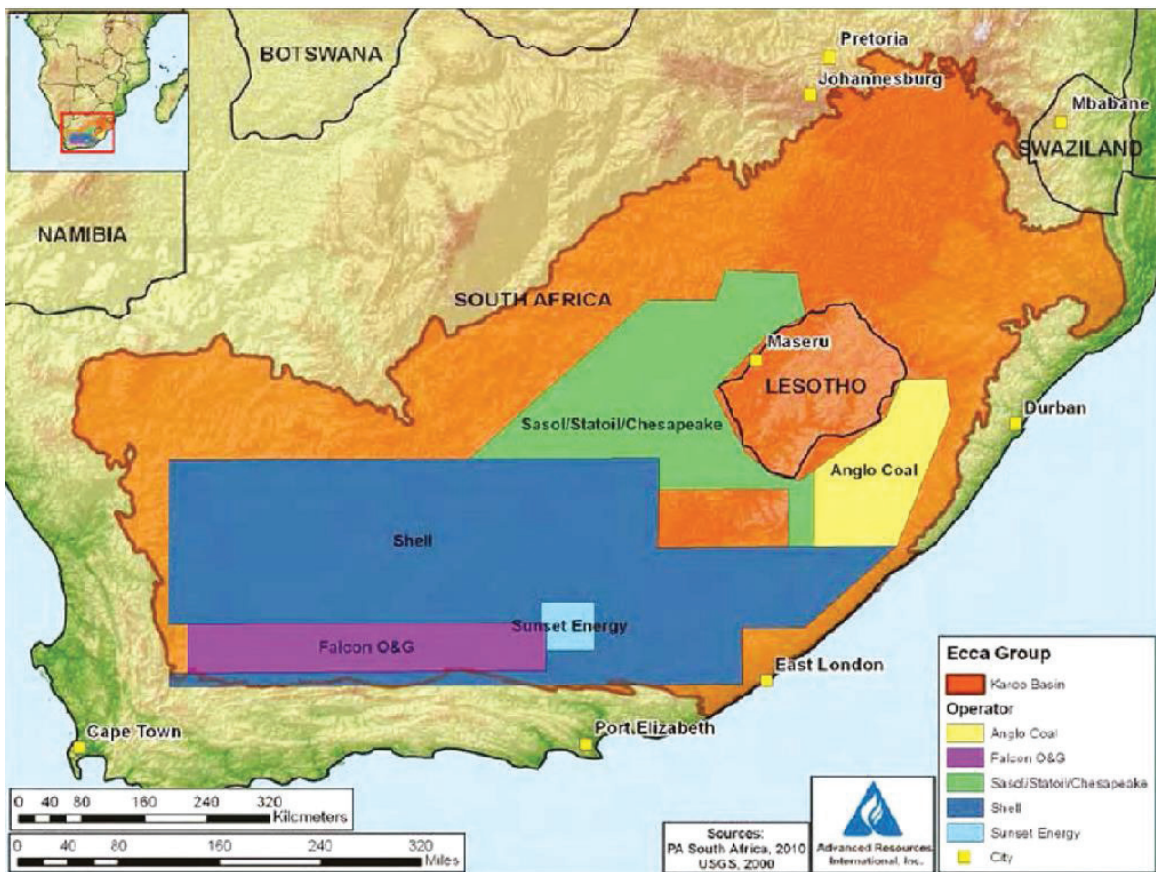 BOTSWANA
Pretoria
Johannesburg
Mbabane
SWAZILAND
NAMIBIA
SOUTH AFRICA
Maseru
LESOTHO
Durban
Sasol/Statoil/Chesapeake
Anglo Coal
Shell
Sunset Energy
Falcon O&G
East London
Port Elizabeth
Cape Town
Ecca Group
Karoo Basin
Operator
Anglo Coal
Falcon O&G
Sasol/Statoil/Chesapeake
Shell
Sunset Energy
City
0 40 80 160 240 320
Kilometers
0 40 80 160 240 320
Miles
Sources:
PA South Africa, 2010
USGS, 2000
Advanced Resources
International, Inc.